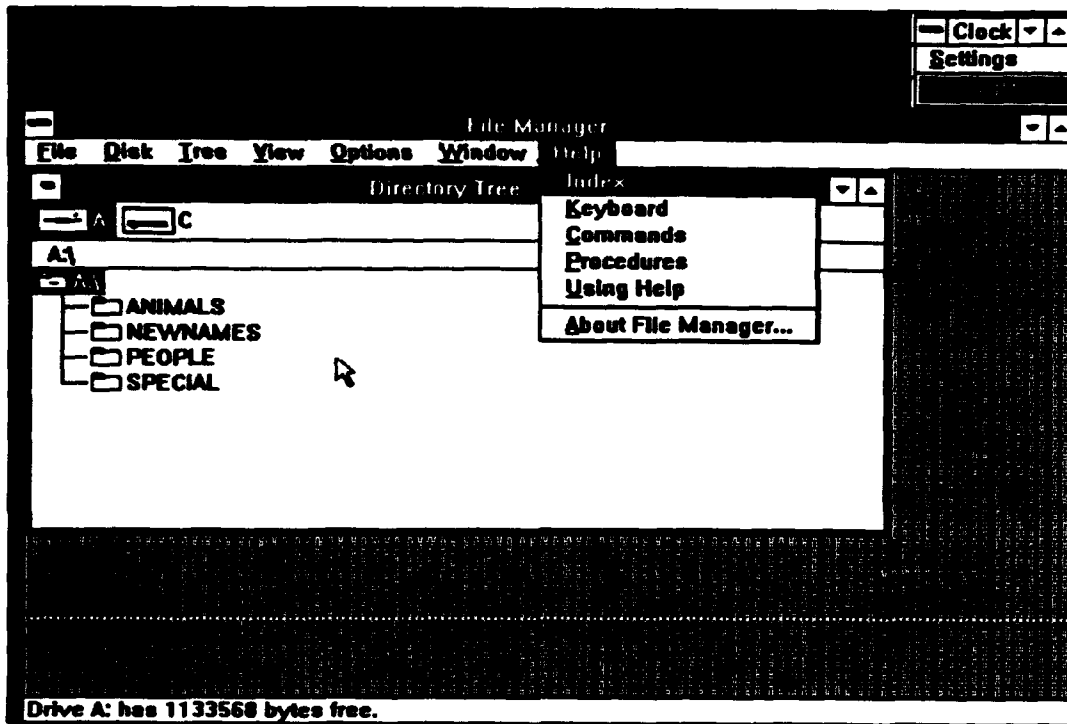 Clock
Settings
File Manager
File Disk Tree View Options Window Help
Directory Tree
Index
Keyboard
Commands
Procedures
Using Help
About File Manager...
A C
A:\
A:\
ANIMALS
NEWNAMES
PEOPLE
SPECIAL
Drive A: has 1133568 bytes free.